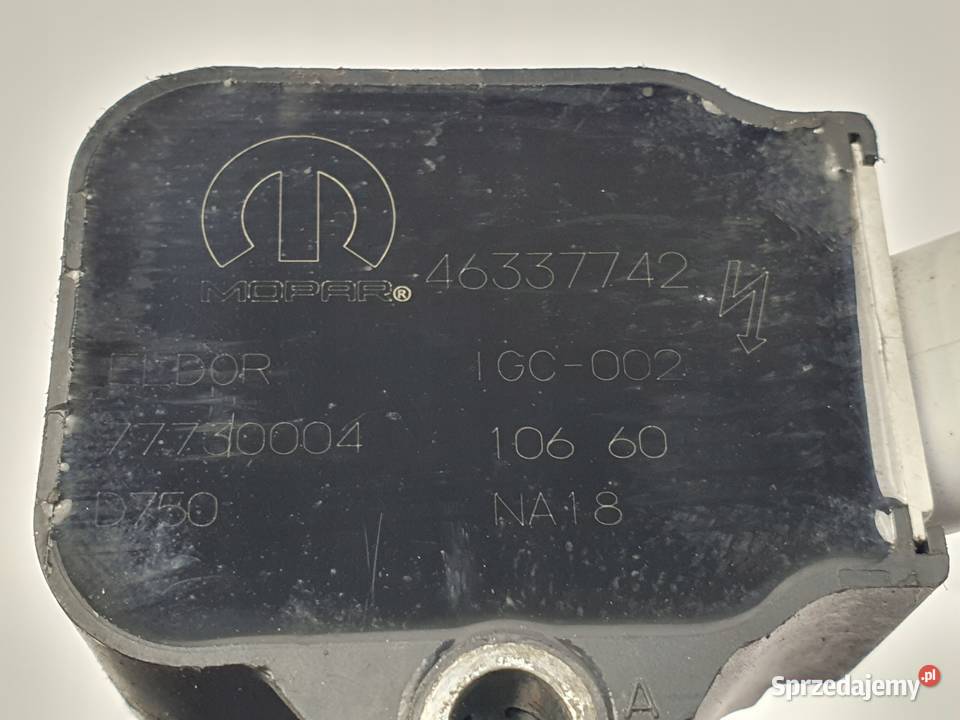 MOPAR® 46337742
ELDOR IGC-002
77730004 106 60
D750 NA18
A
Sprzedajemy.pl